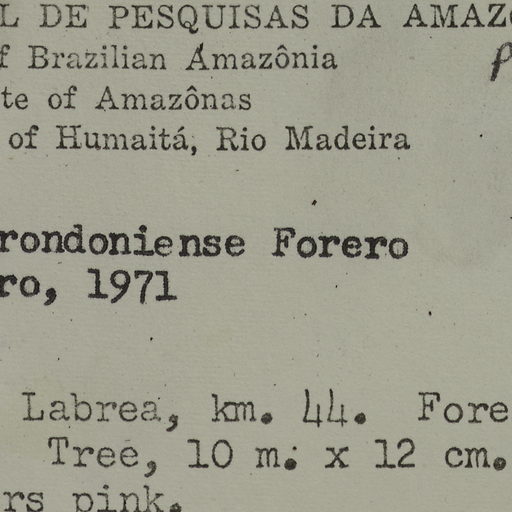 L DE PESQUISAS DA AMAZ
f Brazilian Amazônia
te of Amazônas
of Humaitá, Rio Madeira
rondoniense Forero
ro, 1971
Labrea, km. 44. Fore
Tree, 10 m. x 12 cm.
rs pink.